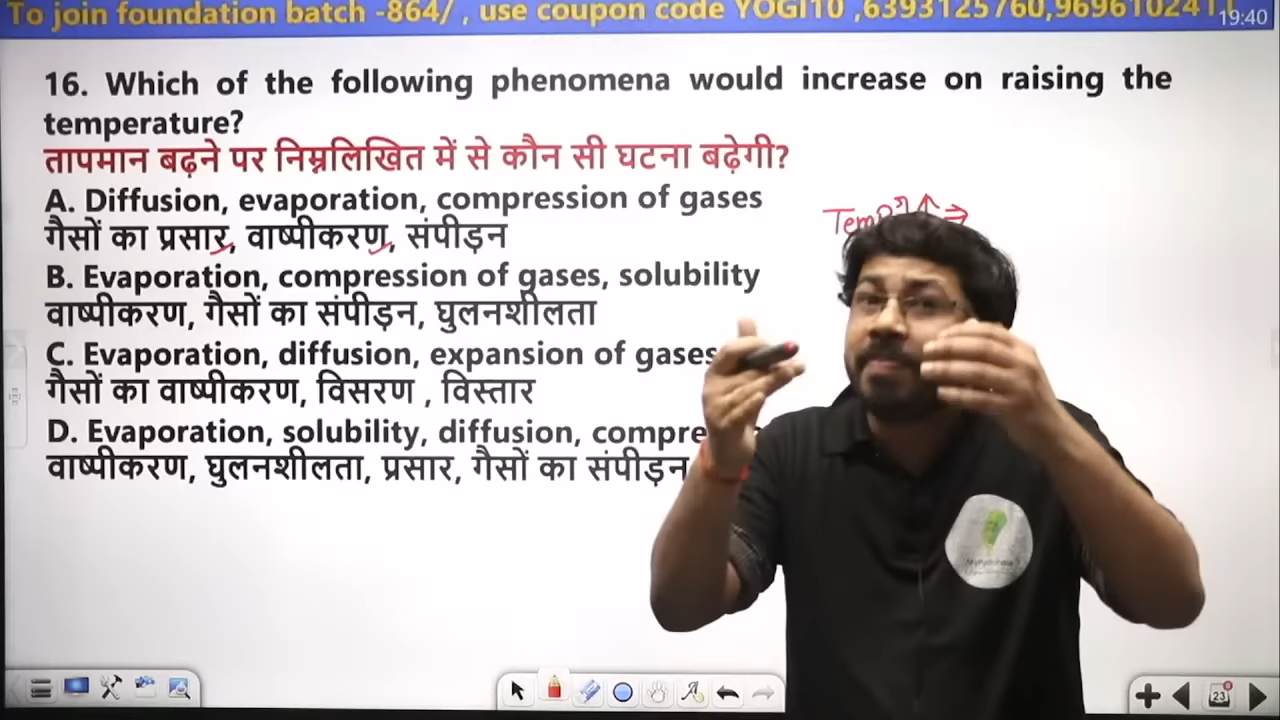 To join foundation batch -864/ , use coupon code YOGI10 ,6393125760,9696102411
19:40
16. Which of the following phenomena would increase on raising the
temperature?
तापमान बढ़ने पर निम्नलिखित में से कौन सी घटना बढ़ेगी?
A. Diffusion, evaporation, compression of gases
गैसों का प्रसार, वाष्पीकरण, संपीड़न
Temp
B. Evaporation, compression of gases, solubility
वाष्पीकरण, गैसों का संपीड़न, घुलनशीलता
C. Evaporation, diffusion, expansion of gases
गैसों का वाष्पीकरण, विसरण , विस्तार
D. Evaporation, solubility, diffusion, compre
वाष्पीकरण, घुलनशीलता, प्रसार, गैसों का संपीड़न
23